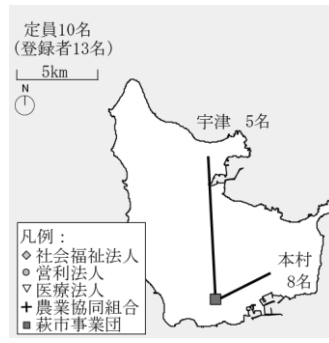 定員10名
(登録者13名)
5km
N
宇津 5名
本村
8名
凡例：
社会福祉法人
営利法人
医療法人
農業協同組合
萩市事業団